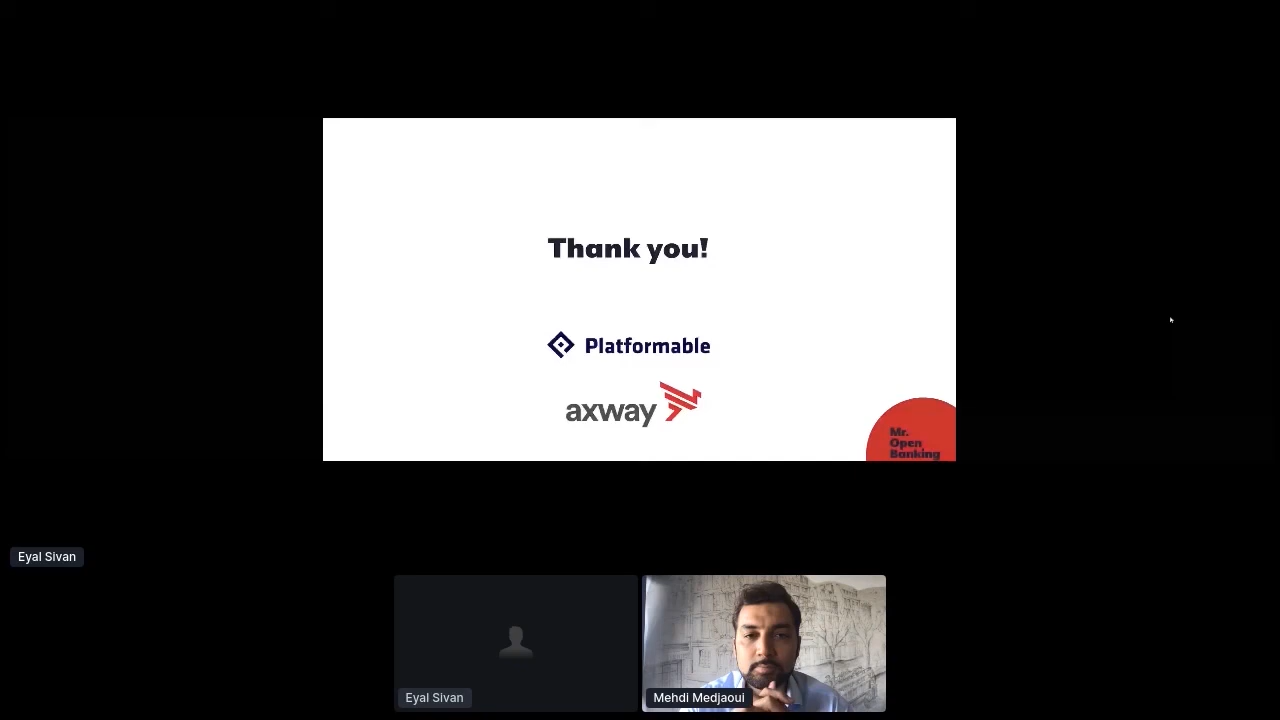 Thank you!
Platformable
axway
Mr.
Open
Banking
Eyal Sivan
Eyal Sivan
Mehdi Medjaoui